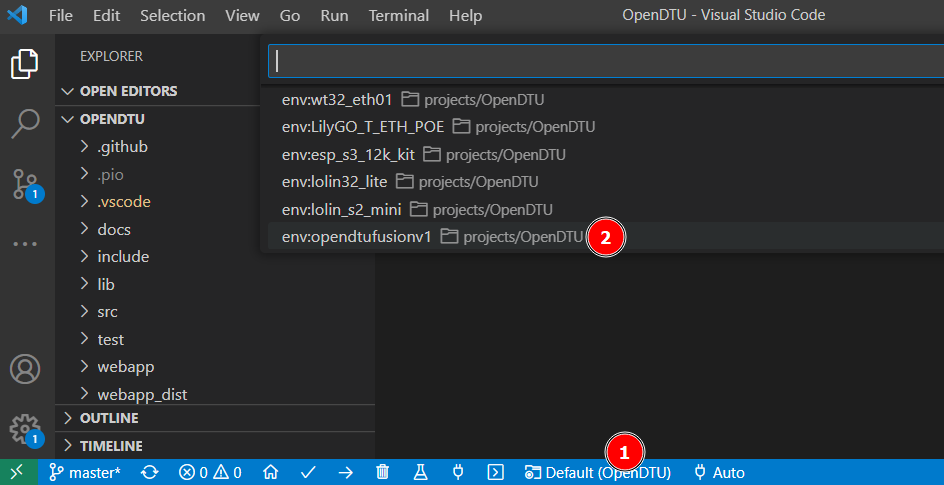 File Edit Selection View Go Run Terminal Help OpenDTU - Visual Studio Code
EXPLORER
OPEN EDITORS
OPENDTU
.github
.pio
.vscode
docs
include
lib
src
test
webapp
webapp_dist
OUTLINE
TIMELINE
env:wt32_eth01 projects/OpenDTU
env:LilyGO_T_ETH_POE projects/OpenDTU
env:esp_s3_12k_kit projects/OpenDTU
env:lolin32_lite projects/OpenDTU
env:lolin_s2_mini projects/OpenDTU
env:opendtufusionv1 projects/OpenDTU 2
1
1
1
master* 0 0 Default (OpenDTU) Auto